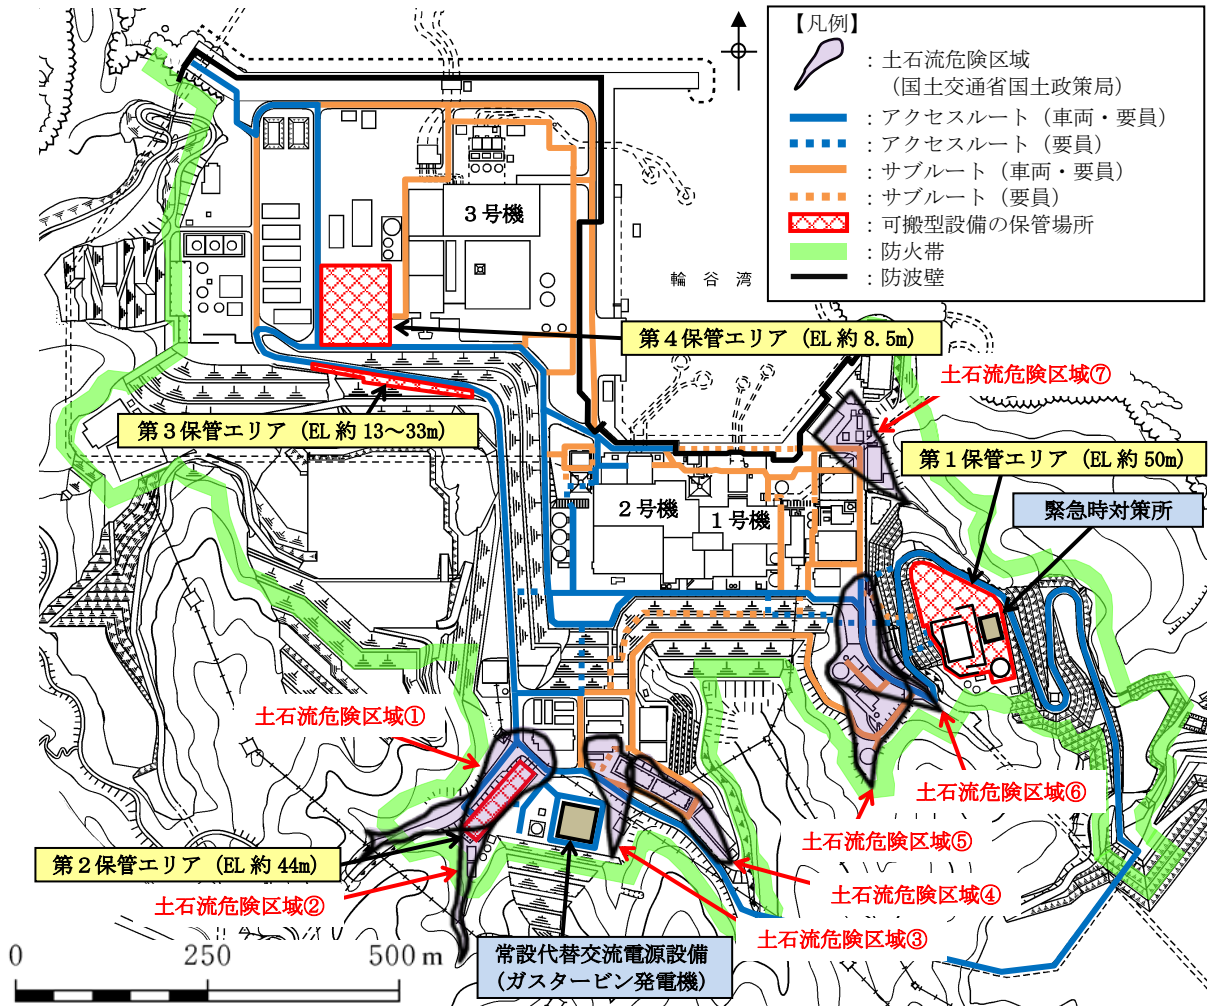 【凡例】
：土石流危険区域
（国土交通省国土政策局）
：アクセスルート（車両・要員）
：アクセスルート（要員）
：サブルート（車両・要員）
：サブルート（要員）
：可搬型設備の保管場所
：防火帯
：防波壁
３号機
輪谷湾
第４保管エリア（EL 約 8.5m）
土石流危険区域⑦
第３保管エリア（EL 約 13～33m）
第１保管エリア（EL 約 50m）
緊急時対策所
２号機
１号機
土石流危険区域①
土石流危険区域⑥
土石流危険区域⑤
第２保管エリア（EL 約 44m）
土石流危険区域④
土石流危険区域②
土石流危険区域③
常設代替交流電源設備
（ガスタービン発電機）
0 250 500 m